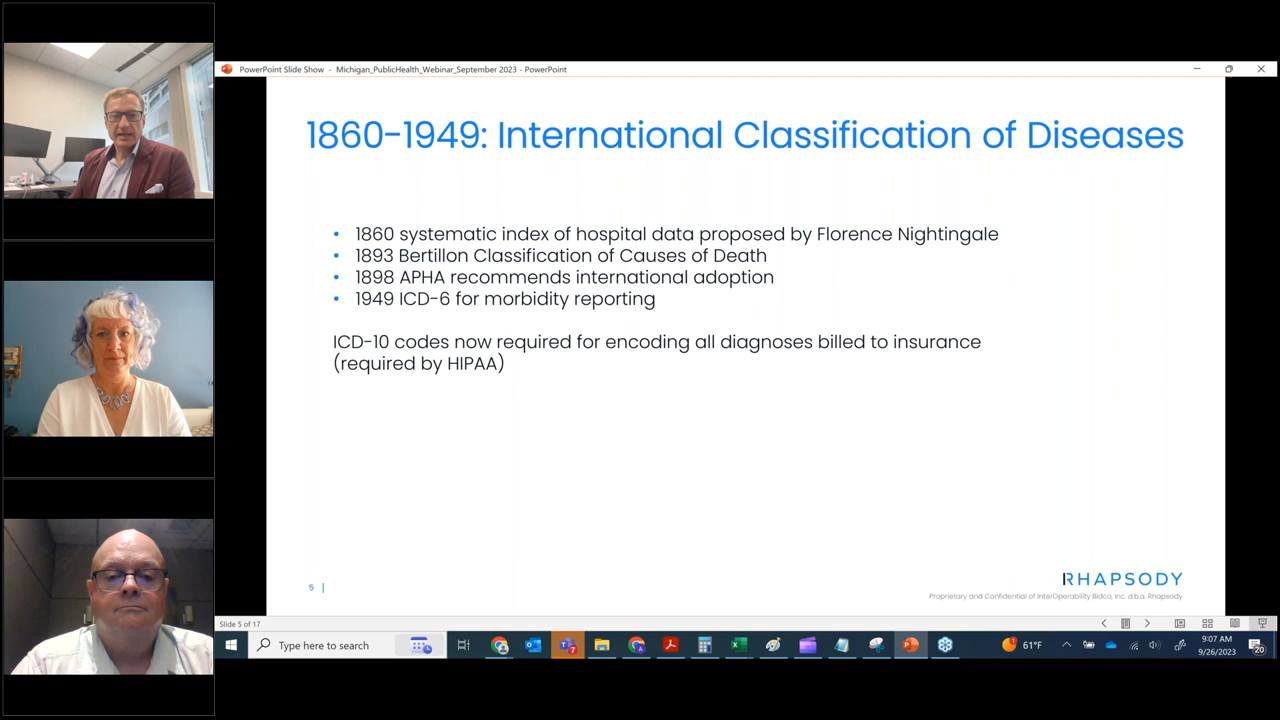 PowerPoint Slide Show - Michigan_PublicHealth_Webinar_September 2023 - PowerPoint
1860-1949: International Classification of Diseases
• 1860 systematic index of hospital data proposed by Florence Nightingale
• 1893 Bertillon Classification of Causes of Death
• 1898 APHA recommends international adoption
• 1949 ICD-6 for morbidity reporting
ICD-10 codes now required for encoding all diagnoses billed to insurance
(required by HIPAA)
5 |
RHAPSODY
Proprietary and Confidential of InterOperability Bidco, Inc. d.b.a. Rhapsody
Slide 5 of 17
Type here to search
61°F
9:07 AM
9/26/2023
20